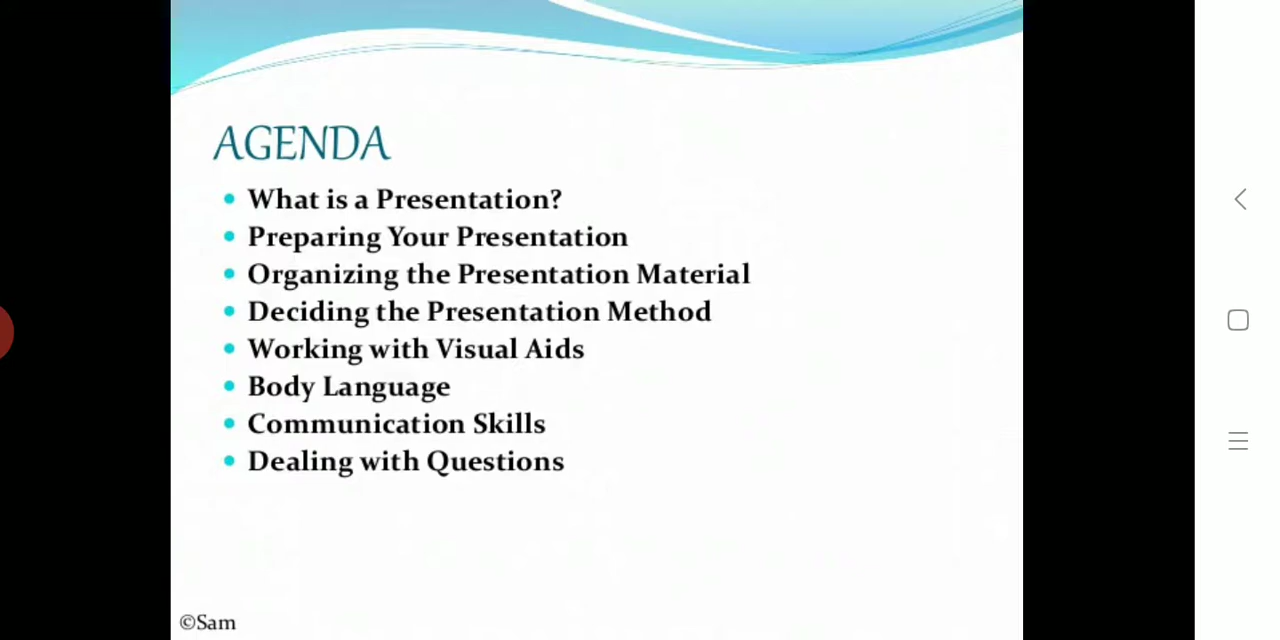 AGENDA
What is a Presentation?
Preparing Your Presentation
Organizing the Presentation Material
Deciding the Presentation Method
Working with Visual Aids
Body Language
Communication Skills
Dealing with Questions
©Sam